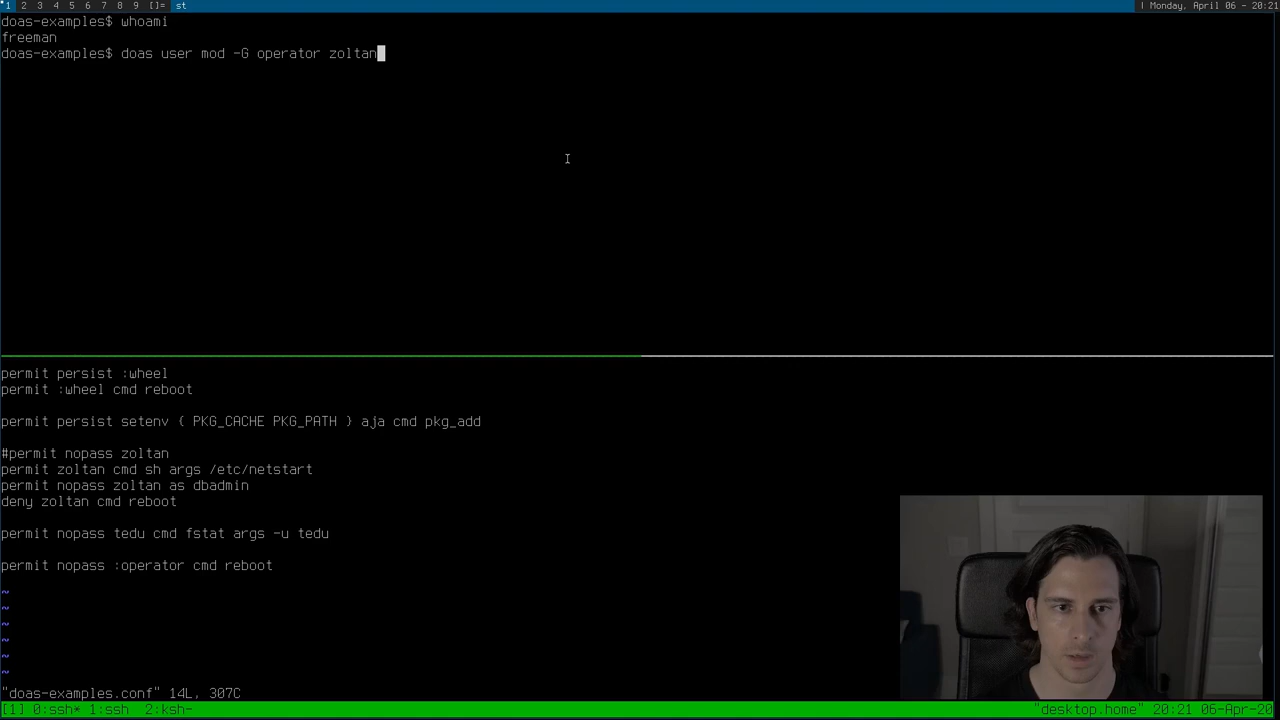 1 2 3 4 5 6 7 8 9 []= st | Monday, April 06 - 20:21
doas-examples$ whoami
freeman
doas-examples$ doas user mod -G operator zoltan
permit persist :wheel
permit :wheel cmd reboot
permit persist setenv { PKG_CACHE PKG_PATH } aja cmd pkg_add
#permit nopass zoltan
permit zoltan cmd sh args /etc/netstart
permit nopass zoltan as dbadmin
deny zoltan cmd reboot
permit nopass tedu cmd fstat args -u tedu
permit nopass :operator cmd reboot
~
~
~
~
~
~
"doas-examples.conf" 14L, 307C
[1] 0:ssh* 1:ssh 2:ksh- "desktop.home" 20:21 06-Apr-20